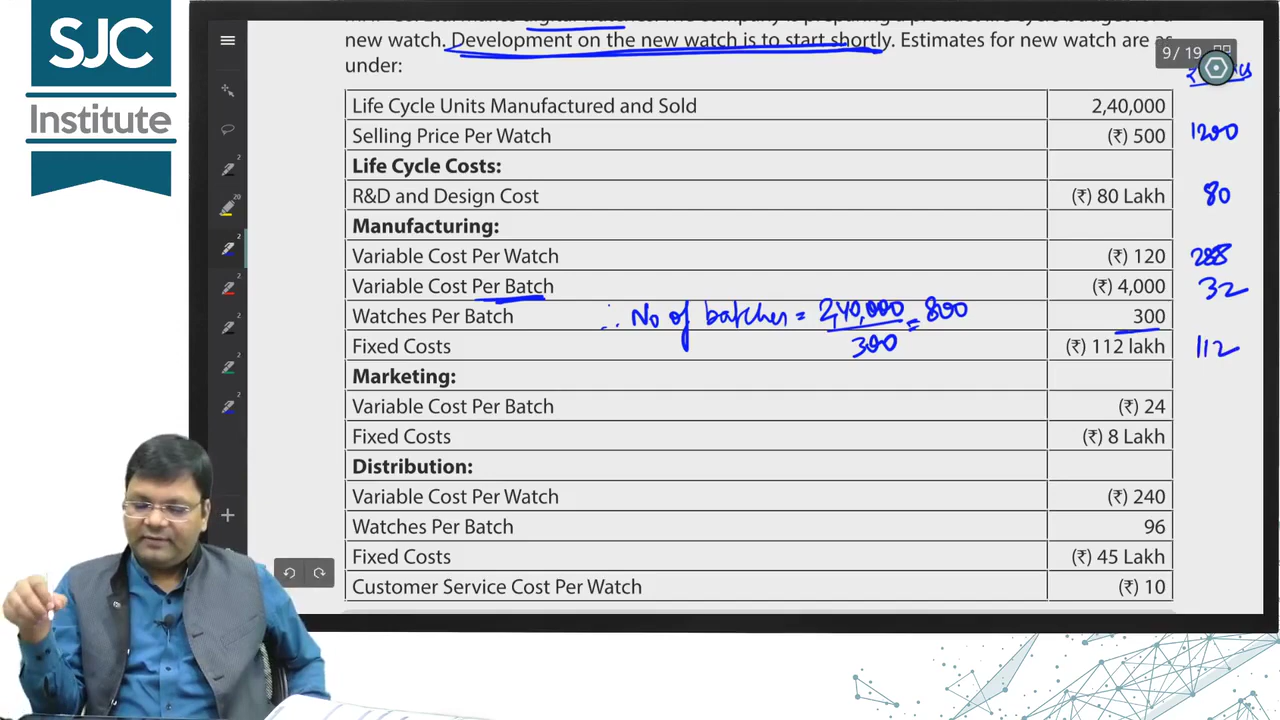 SJC
Institute
new watch. Development on the new watch is to start shortly. Estimates for new watch are as
under:
9 / 19
Life Cycle Units Manufactured and Sold 2,40,000
Selling Price Per Watch (₹) 500 1200
Life Cycle Costs:
R&D and Design Cost (₹) 80 Lakh 80
Manufacturing:
Variable Cost Per Watch (₹) 120 288
Variable Cost Per Batch (₹) 4,000 32
Watches Per Batch ∴ No of batches = 2,40,000 / 300 = 800 300
Fixed Costs (₹) 112 lakh 112
Marketing:
Variable Cost Per Batch (₹) 24
Fixed Costs (₹) 8 Lakh
Distribution:
Variable Cost Per Watch (₹) 240
Watches Per Batch 96
Fixed Costs (₹) 45 Lakh
Customer Service Cost Per Watch (₹) 10